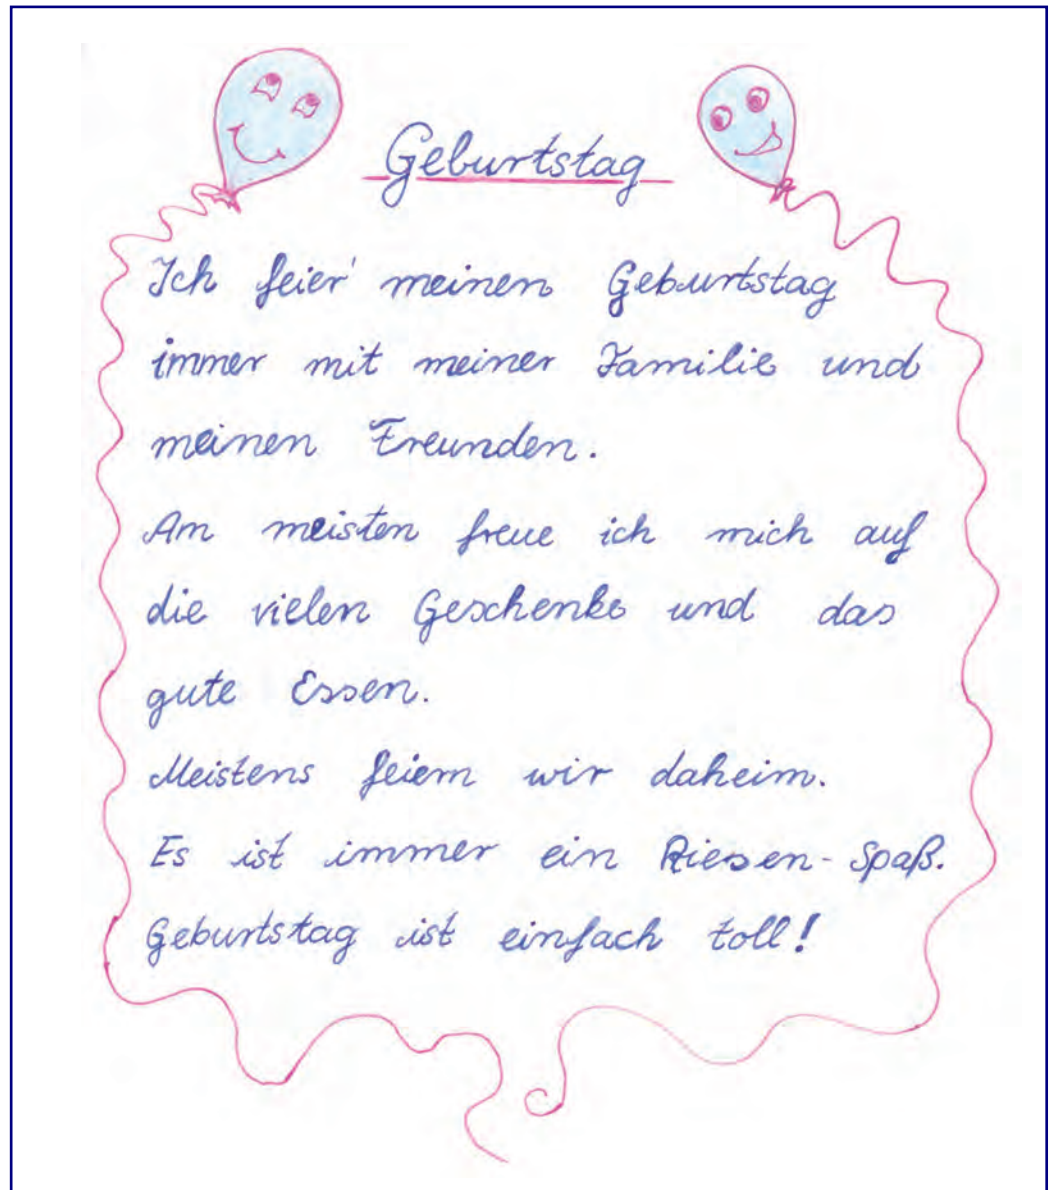 Geburtstag
Ich feier' meinen Geburtstag
immer mit meiner Familie und
meinen Freunden.
Am meisten freue ich mich auf
die vielen Geschenke und das
gute Essen.
Meistens feiern wir daheim.
Es ist immer ein Riesen-Spaß.
Geburtstag ist einfach toll!